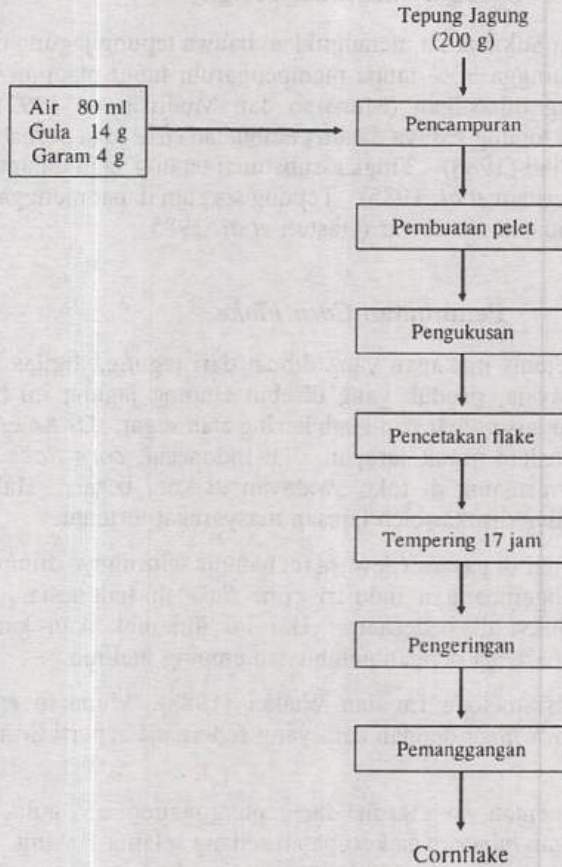 Tepung Jagung
(200 g)
Air 80 ml
Gula 14 g
Garam 4 g
Pencampuran
Pembuatan pelet
Pengukusan
Pencetakan flake
Tempering 17 jam
Pengeringan
Pemanggangan
Cornflake